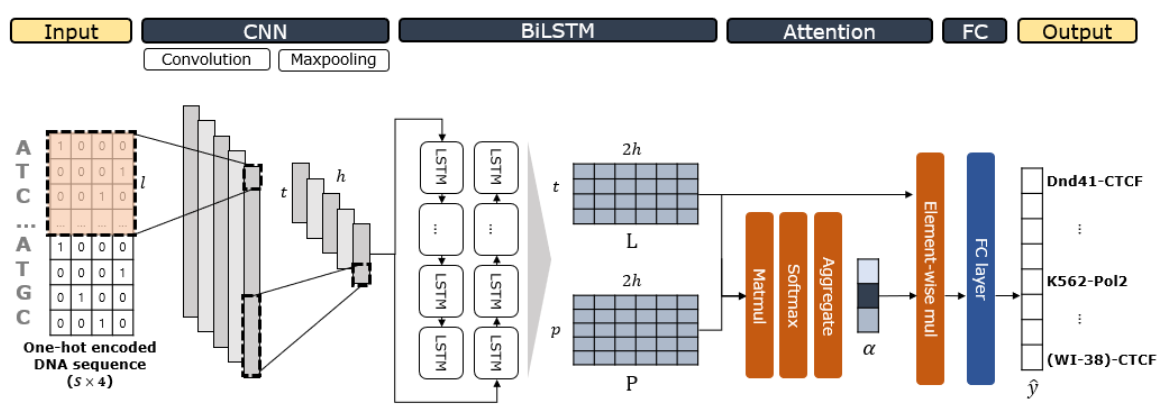 Input
CNN
BiLSTM
Attention
FC
Output
Convolution
Maxpooling
A 1 0 0 0
T 0 0 0 1
C 0 0 1 0
... ... ... ... ...
A 1 0 0 0
T 0 0 0 1
G 0 1 0 0
C 0 0 1 0
l
One-hot encoded
DNA sequence
(S × 4)
t
h
LSTM
...
LSTM
LSTM
LSTM
...
LSTM
LSTM
2h
t
L
2h
p
P
Matmul
Softmax
Aggregate
α
Element-wise mul
FC layer
Dnd41-CTCF
⋮
K562-Pol2
⋮
(WI-38)-CTCF
ŷ